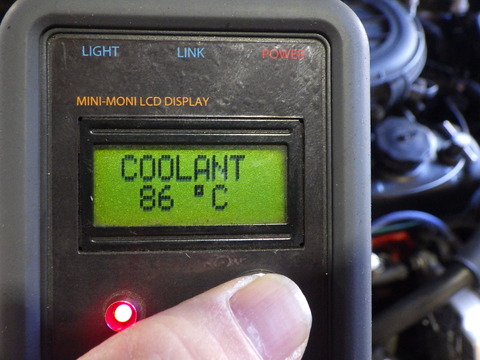 LIGHT LINK POWER
MINI-MONI LCD DISPLAY
COOLANT
86 °C